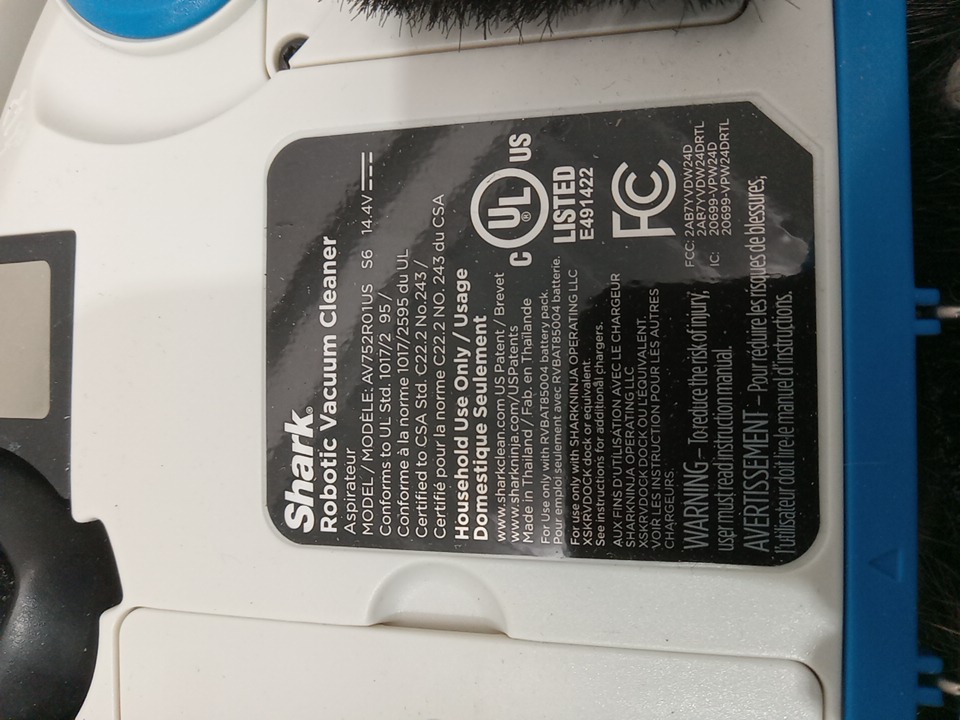 Shark®
Robotic Vacuum Cleaner
Aspirateur
MODEL / MODÈLE: AV752R01US S6 14.4V
Conforms to UL Std. 1017/2 95 /
Conforme à la norme 1017/2595 du UL
Certified to CSA Std. C22.2 No.243 /
Certifié pour la norme C22.2 NO. 243 du CSA
Household Use Only / Usage
Domestique Seulement
www.sharkclean.com US Patent / Brevet
www.sharkninja.com/USPatents
Made in Thailand / Fab. en Thaïlande
For Use only with RVBAT85004 battery pack.
Pour emploi seulement avec RVBAT85004 batterie.
For use only with SHARKNINJA OPERATING LLC
XSKRVDOCK dock or equivalent.
See instructions for additional chargers.
AUX FINS UTILISATION AVEC LE CHARGEUR
SHARKNINJA OPERATING LLC
XSKRVDOCK DOCK OU L'EQUIVALENT.
VOIR LES INSTRUCTION POUR LES AUTRES
CHARGEURS.
C UL® US
LISTED
E491422
FC
FCC: 2AB7YVDW24D
2AB7YVDW24DRTL
IC: 20699-VPW24D
20699-VPW24DRTL
WARNING – To reduce the risk of injury,
user must read instruction manual.
AVERTISSEMENT – Pour réduire les risques de blessures,
l'utilisateur doit lire le manuel d'instructions.